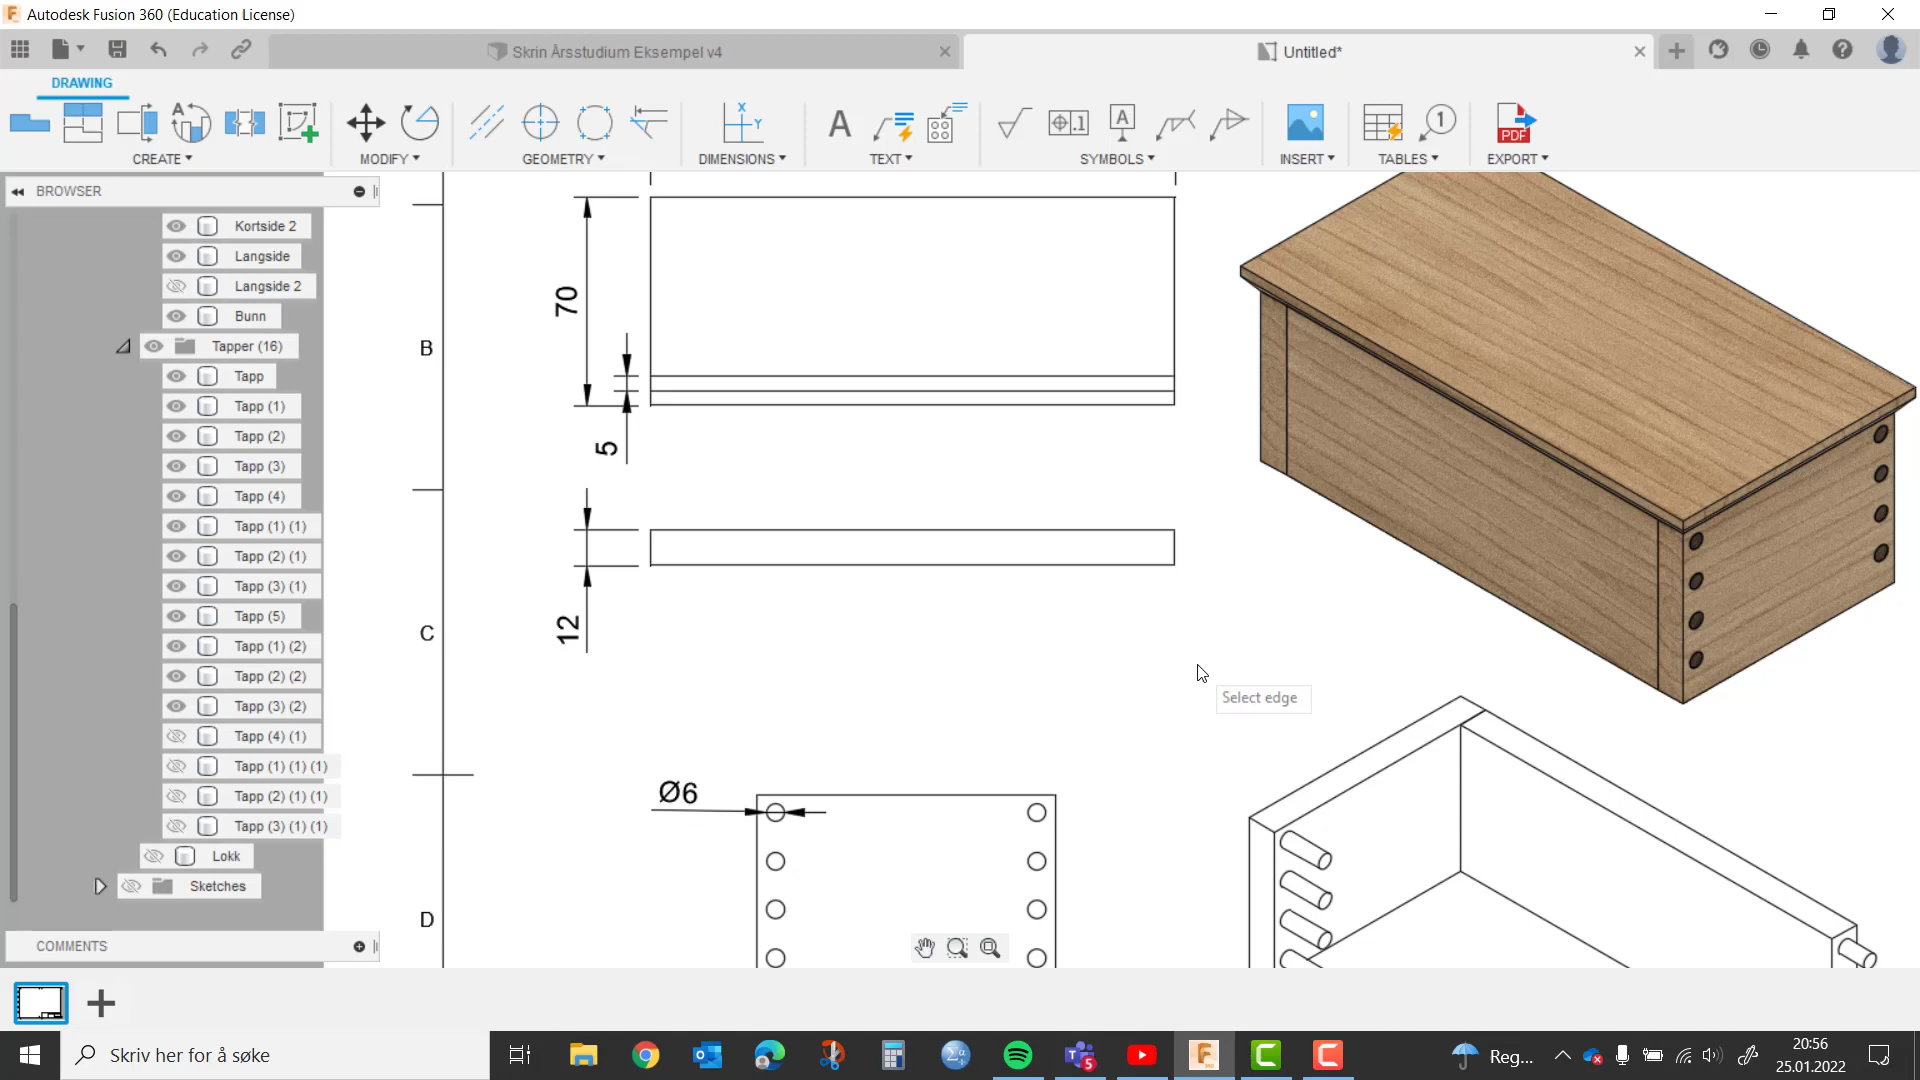 Autodesk Fusion 360 (Education License)
Skrin Årsstudium Eksempel v4
Untitled*
DRAWING
CREATE
MODIFY
GEOMETRY
DIMENSIONS
TEXT
SYMBOLS
INSERT
TABLES
EXPORT
BROWSER
Kortside 2
Langside
Langside 2
Bunn
Tapper (16)
Tapp
Tapp (1)
Tapp (2)
Tapp (3)
Tapp (4)
Tapp (1) (1)
Tapp (2) (1)
Tapp (3) (1)
Tapp (5)
Tapp (1) (2)
Tapp (2) (2)
Tapp (3) (2)
Tapp (4) (1)
Tapp (1) (1) (1)
Tapp (2) (1) (1)
Tapp (3) (1) (1)
Lokk
Sketches
COMMENTS
B
C
D
70
5
12
Ø6
Select edge
Skriv her for å søke
Reg...
20:56
25.01.2022